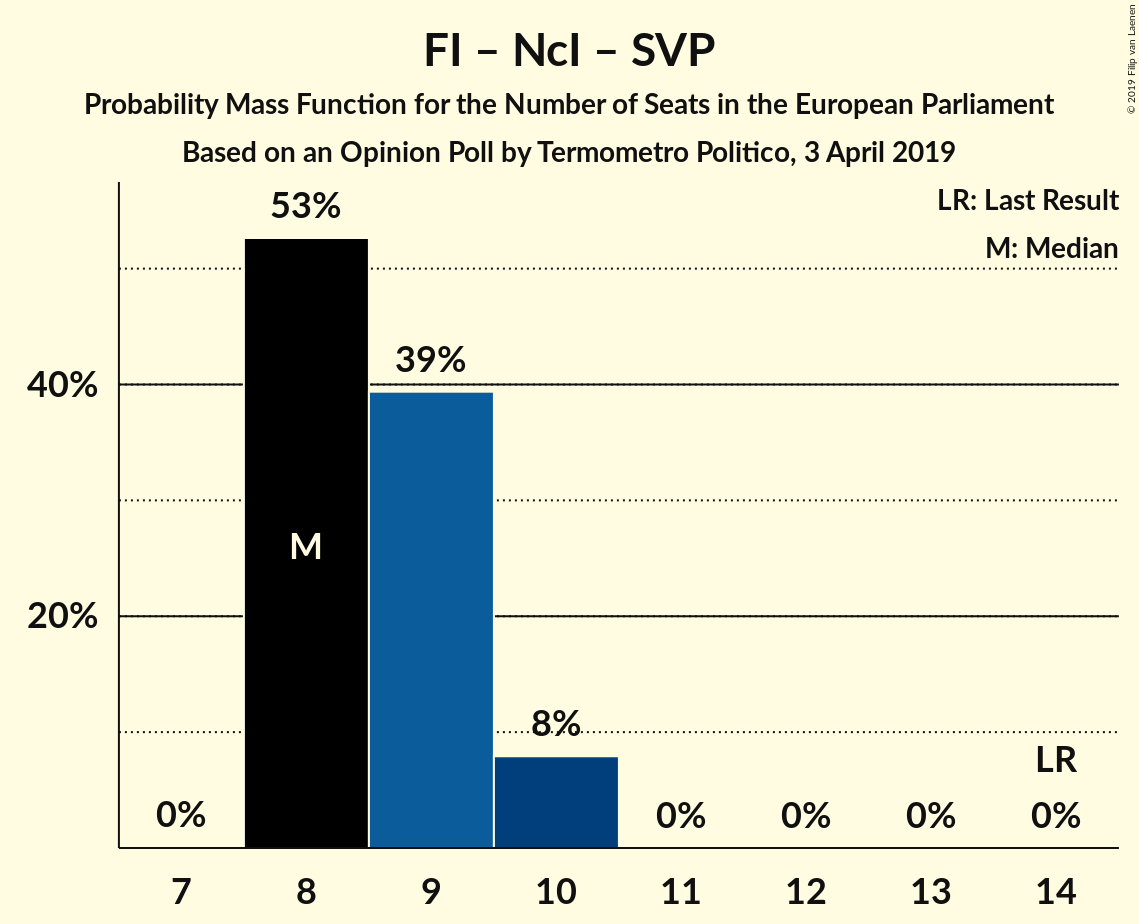 FI – NcI – SVP
Probability Mass Function for the Number of Seats in the European Parliament
Based on an Opinion Poll by Termometro Politico, 3 April 2019
© 2019 Filip van Laenen
LR: Last Result
M: Median
53%
39%
40%
M
20%
8%
LR
0%
0%
0%
0%
0%
7
8
9
10
11
12
13
14